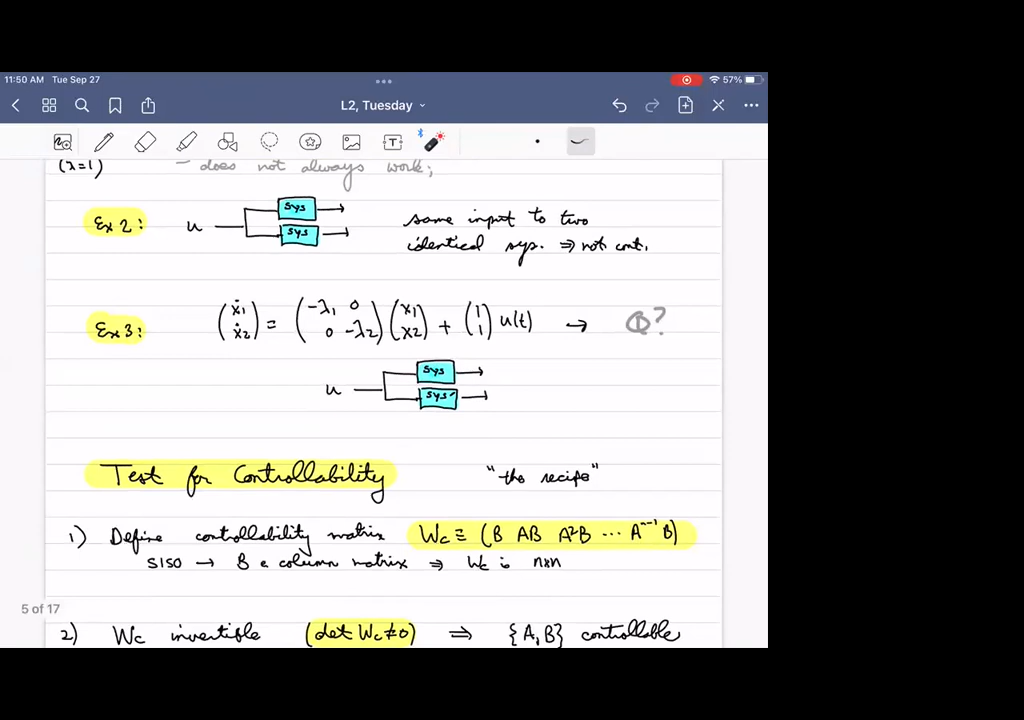 11:50 AM Tue Sep 27
57%
L2, Tuesday
(λ=1) — does not always work;
Ex 2: u sys sys same input to two
identical sys. ⇒ not cont.
Ex 3: (ẋ1 ẋ2) = (-λ1 0 0 -λ2)(x1 x2) + (1 1) u(t) →
u sys sys'
Test for Controllability "the recipe"
1) Define controllability matrix Wc ≡ (B AB A²B ... Aⁿ⁻¹ B)
SISO → B a column matrix ⇒ Wc is n×n
5 of 17
2) Wc invertible (det Wc ≠ 0) ⇒ {A, B} controllable